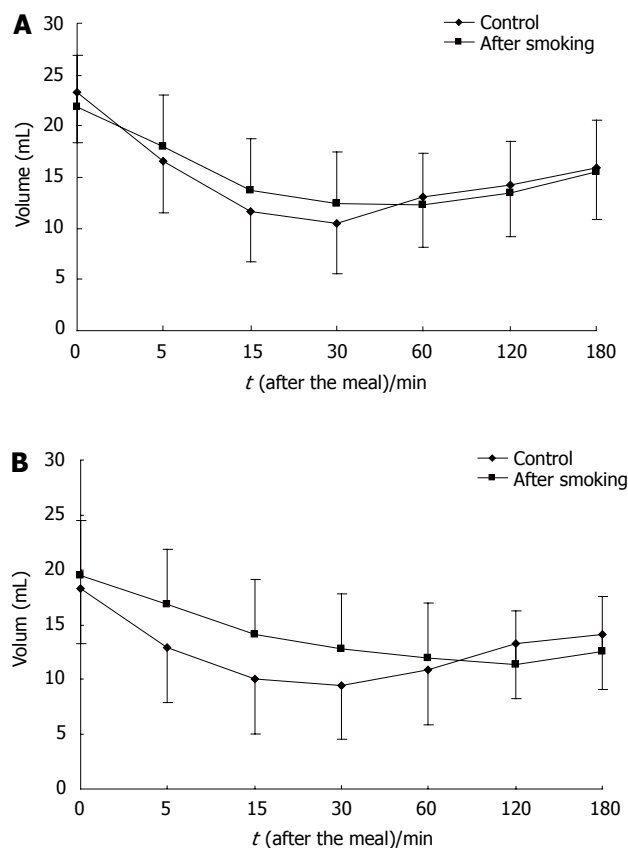 A
30
Control
After smoking
25
20
Volume (mL)
15
10
5
0
0 5 15 30 60 120 180
t (after the meal)/min
B
30
Control
After smoking
25
20
Volum (mL)
15
10
5
0
0 5 15 30 60 120 180
t (after the meal)/min